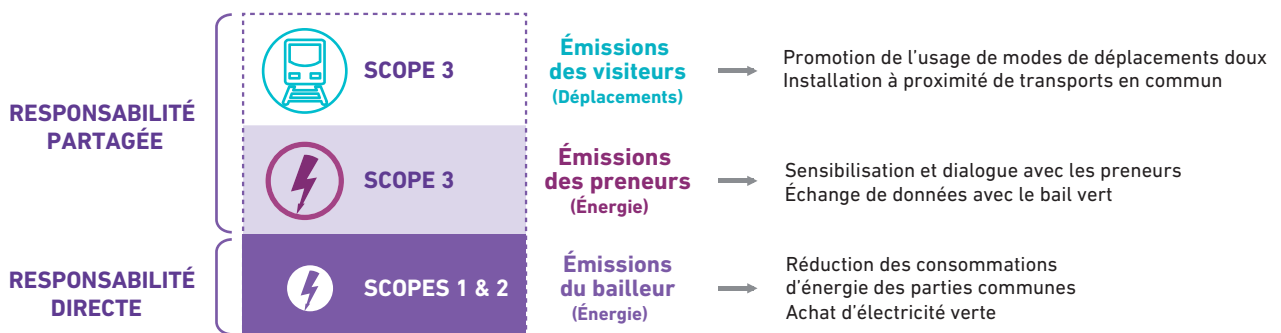 RESPONSABILITÉ
PARTAGÉE
SCOPE 3
Émissions
des visiteurs
(Déplacements)
Promotion de l'usage de modes de déplacements doux
Installation à proximité de transports en commun
SCOPE 3
Émissions
des preneurs
(Énergie)
Sensibilisation et dialogue avec les preneurs
Échange de données avec le bail vert
RESPONSABILITÉ
DIRECTE
SCOPES 1 & 2
Émissions
du bailleur
(Énergie)
Réduction des consommations
d'énergie des parties communes
Achat d'électricité verte